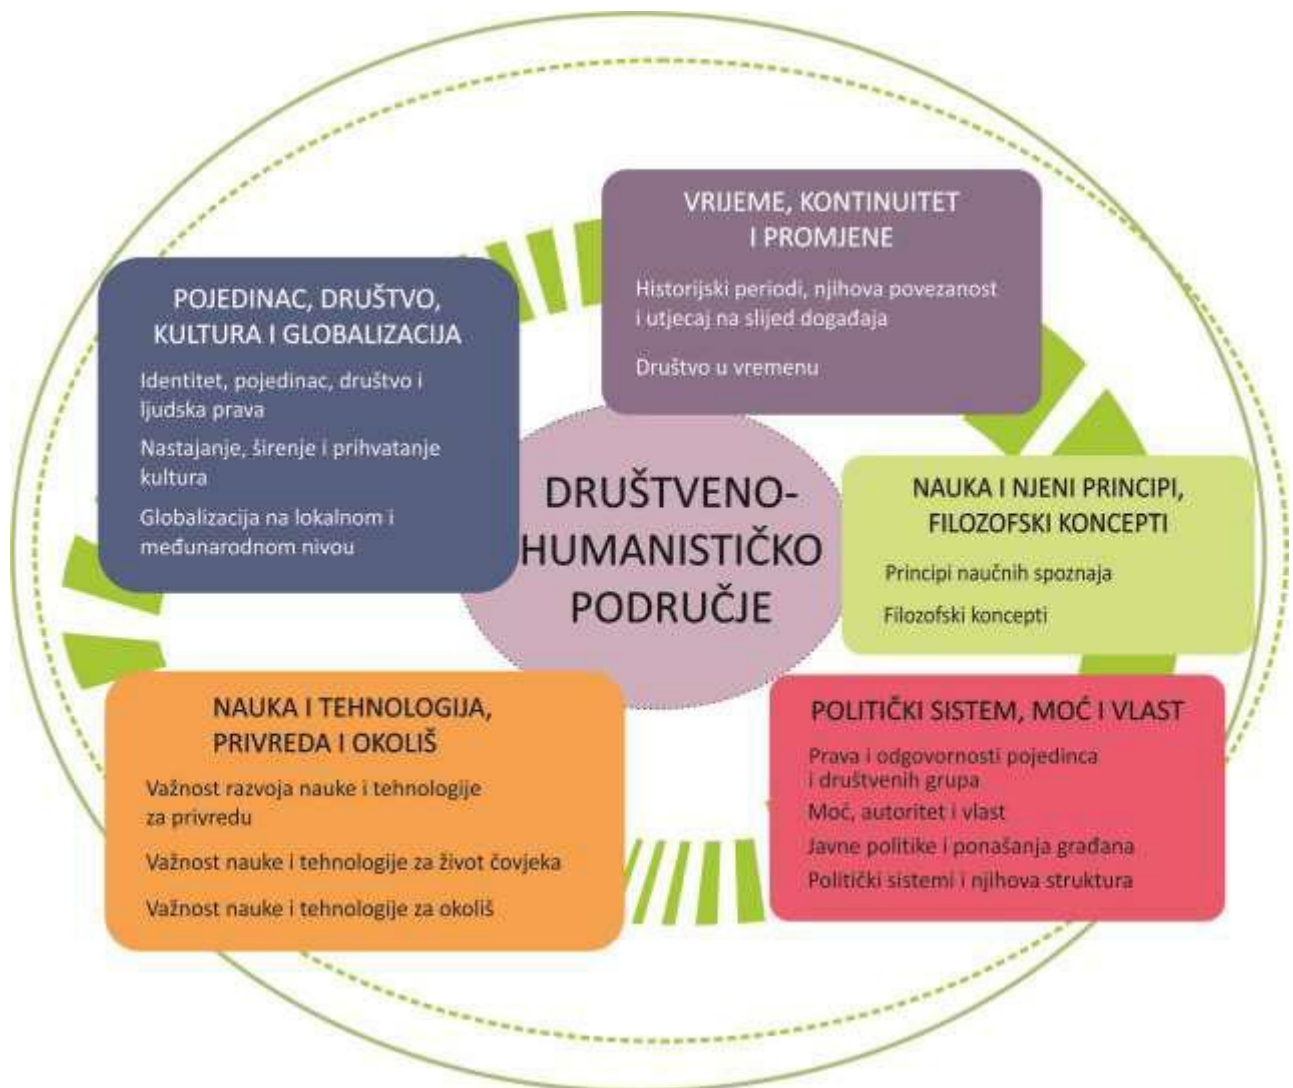 VRIJEME, KONTINUITET
I PROMJENE
Historijski periodi, njihova povezanost
i utjecaj na slijed događaja
Društvo u vremenu
POJEDINAC, DRUŠTVO,
KULTURA I GLOBALIZACIJA
Identitet, pojedinac, društvo i
ljudska prava
Nastajanje, širenje i prihvatanje
kultura
Globalizacija na lokalnom i
međunarodnom nivou
DRUŠTVENO-
HUMANISTIČKO
PODRUČJE
NAUKA I NJENI PRINCIPI,
FILOZOFSKI KONCEPTI
Principi naučnih spoznaja
Filozofski koncepti
NAUKA I TEHNOLOGIJA,
PRIVREDA I OKOLIŠ
Važnost razvoja nauke i tehnologije
za privredu
Važnost nauke i tehnologije za život čovjeka
Važnost nauke i tehnologije za okoliš
POLITIČKI SISTEM, MOĆ I VLAST
Prava i odgovornosti pojedinca
i društvenih grupa
Moć, autoritet i vlast
Javne politike i ponašanja građana
Politički sistemi i njihova struktura